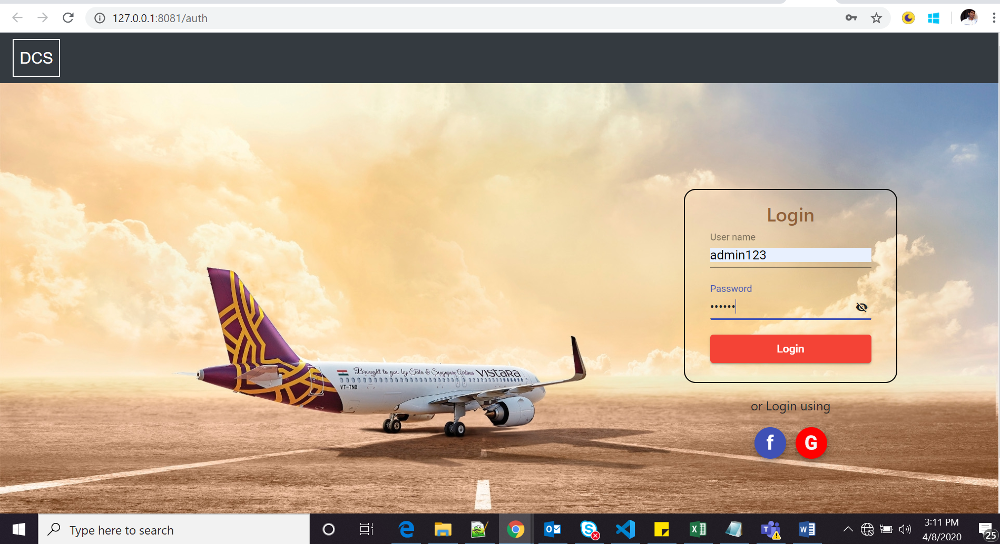 127.0.0.1:8081/auth
DCS
Login
User name
admin123
Password
••••••
Login
or Login using
f G
Brought to you by Tata & Singapore Airlines VISTARA
VT-TNB
Type here to search
3:11 PM
4/8/2020
25